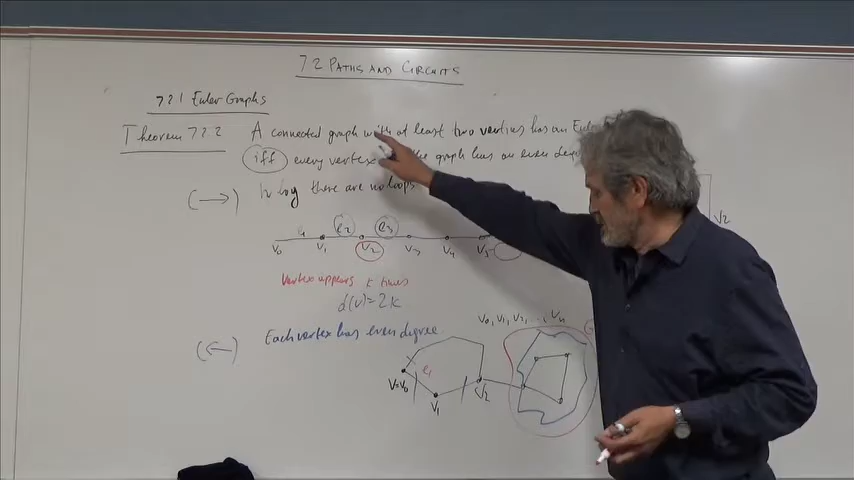 7.2 PATHS AND CIRCUITS
7.2.1 Euler Graphs
Theorem 7.2.2 A connected graph with at least two vertices has an
iff every vertex the graph has an even
(→) there are no loops
e2 e3
V0 V1 V2 V3 V4 V5
V2
Vertex appears k times
d(v)=2k
V0, V1, V2, ..., Vn
(←) Each vertex has even degree.
e1
V=V0
V1
V2